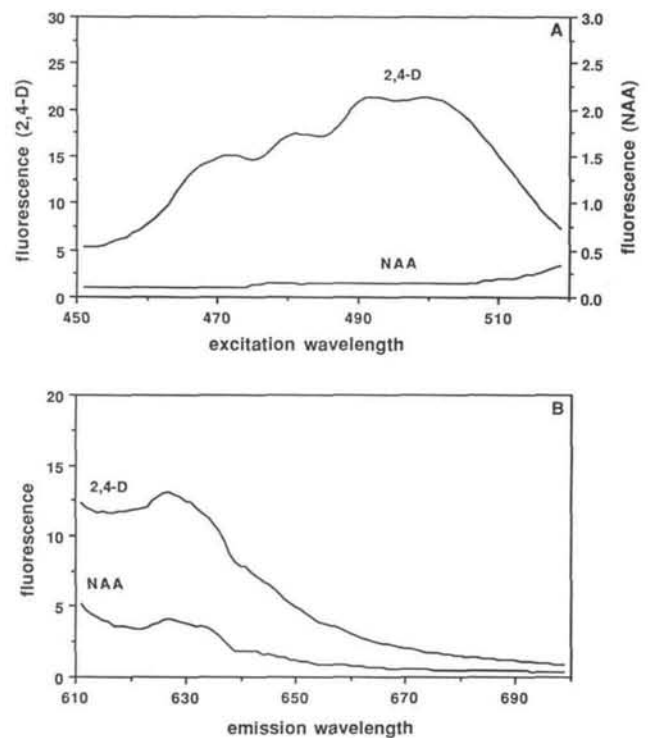 A
30
25
20
15
10
5
0
fluorescence (2,4-D)
3.0
2.5
2.0
1.5
1.0
0.5
0.0
fluorescence (NAA)
2,4-D
NAA
450 470 490 510
excitation wavelength
B
20
15
10
5
0
fluorescence
2,4-D
NAA
610 630 650 670 690
emission wavelength